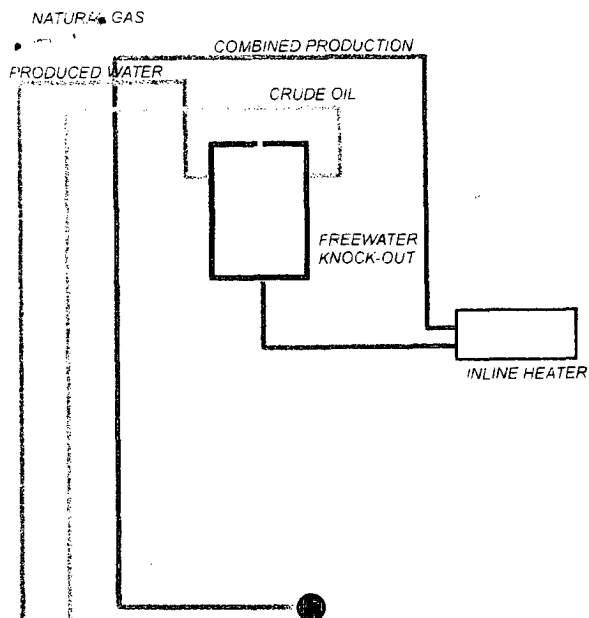 NATURAL GAS
COMBINED PRODUCTION
PRODUCED WATER
CRUDE OIL
FREEWATER
KNOCK-OUT
INLINE HEATER